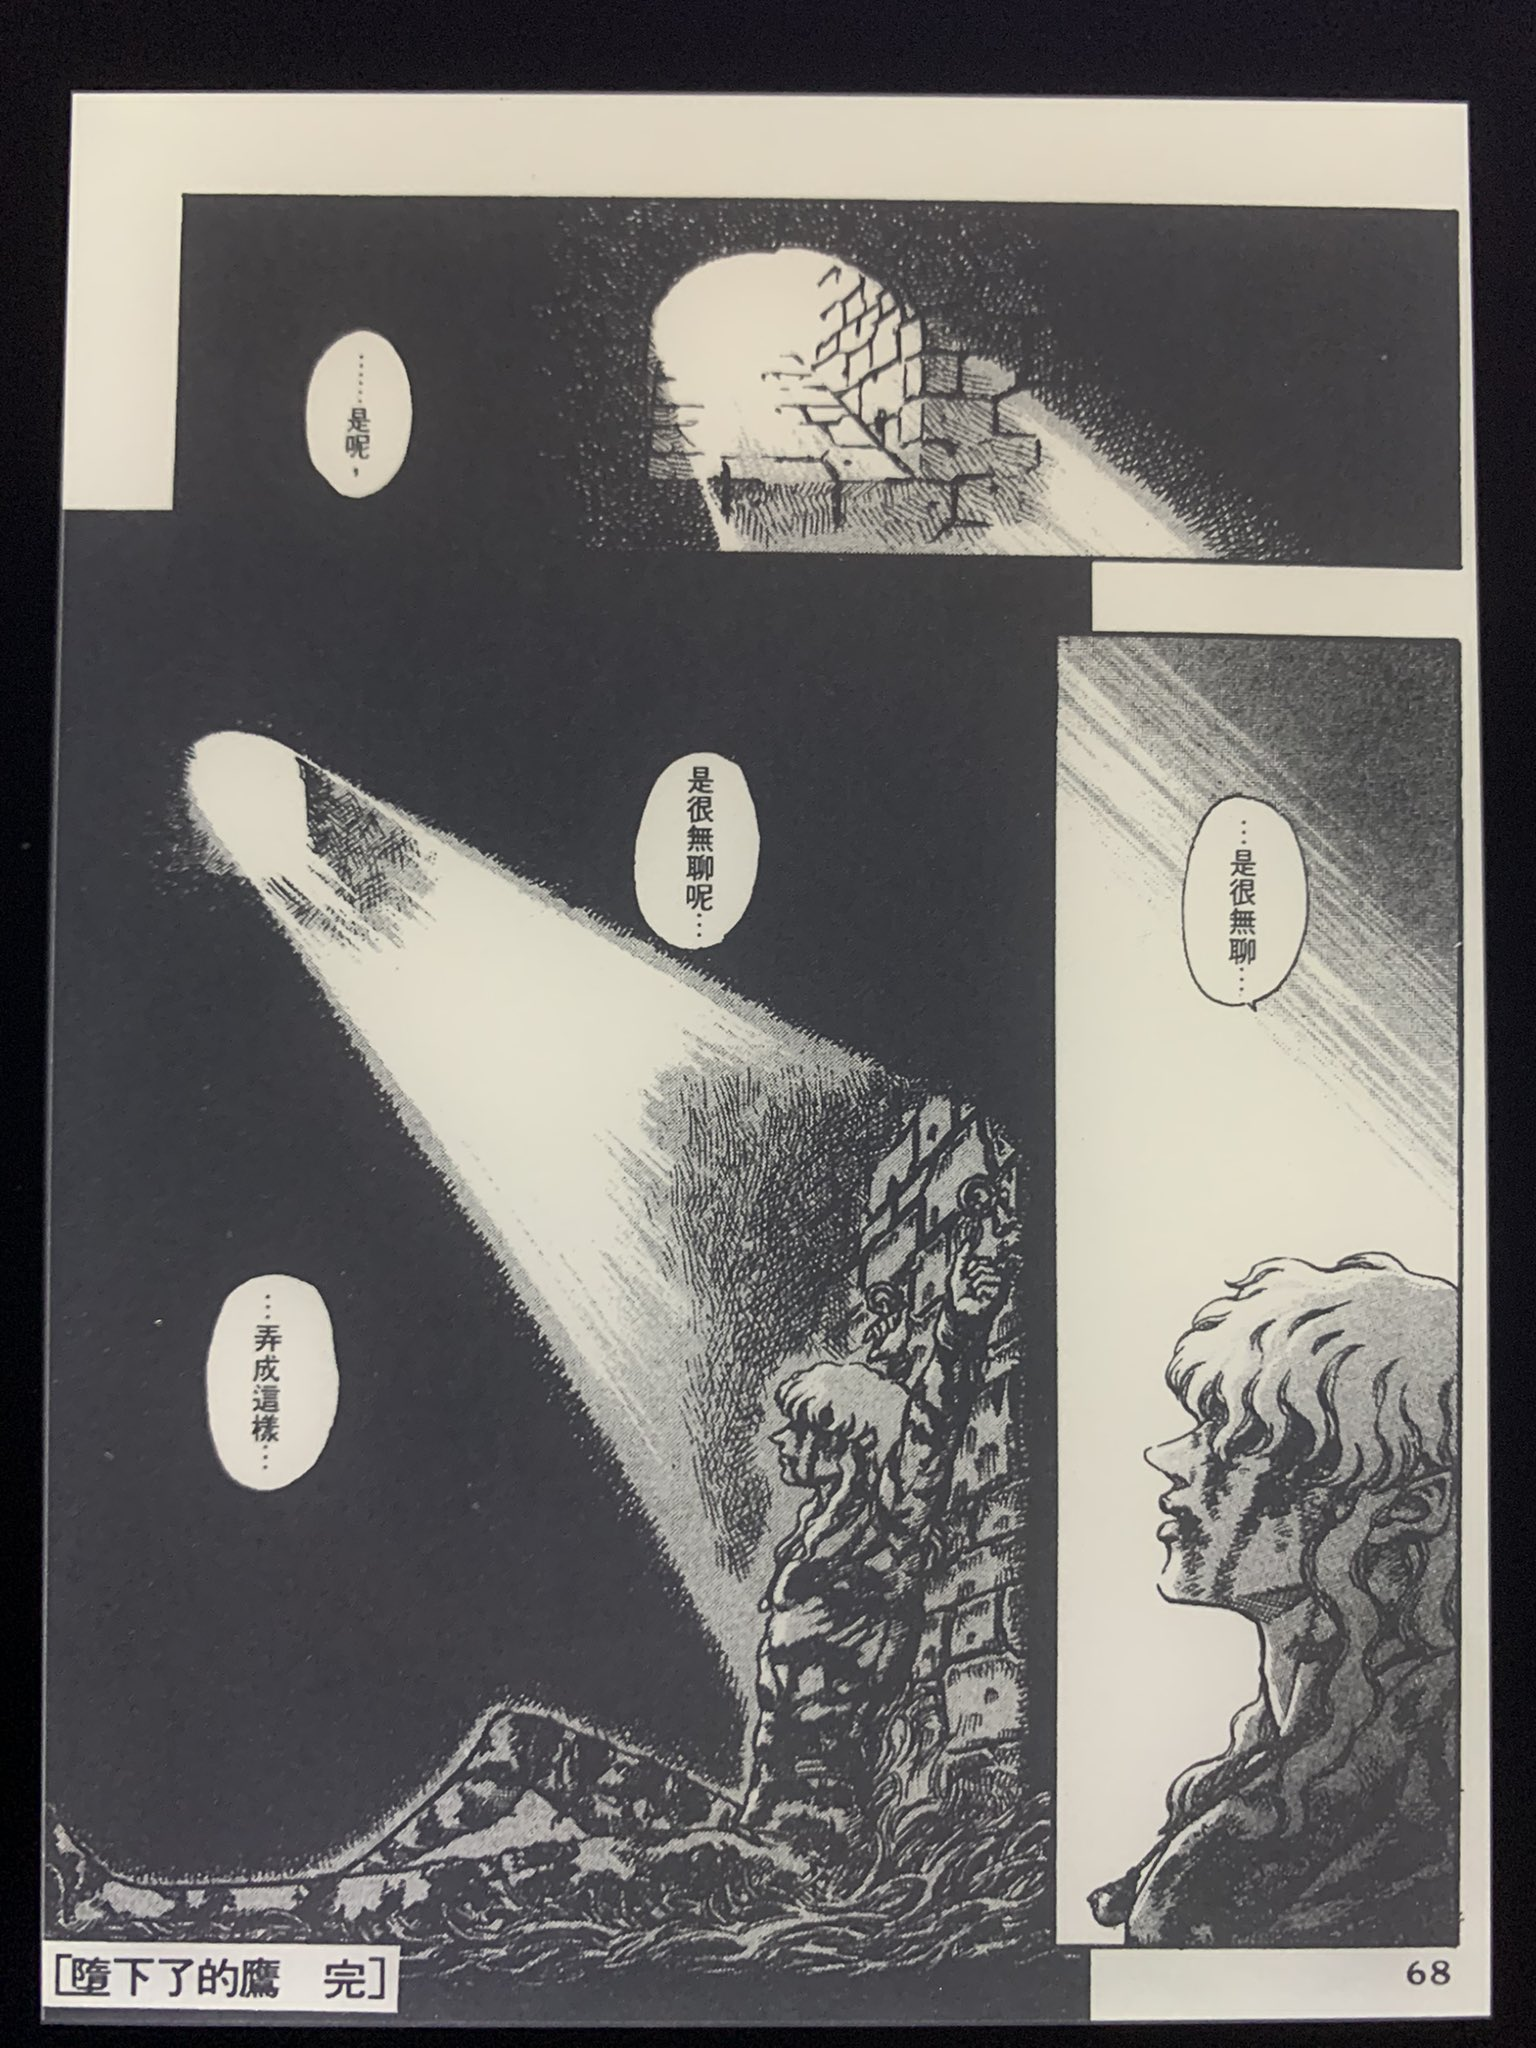 ……是呢，
…是很無聊…
是很無聊呢…
…弄成這樣…
[墮下了的鷹　完]
68